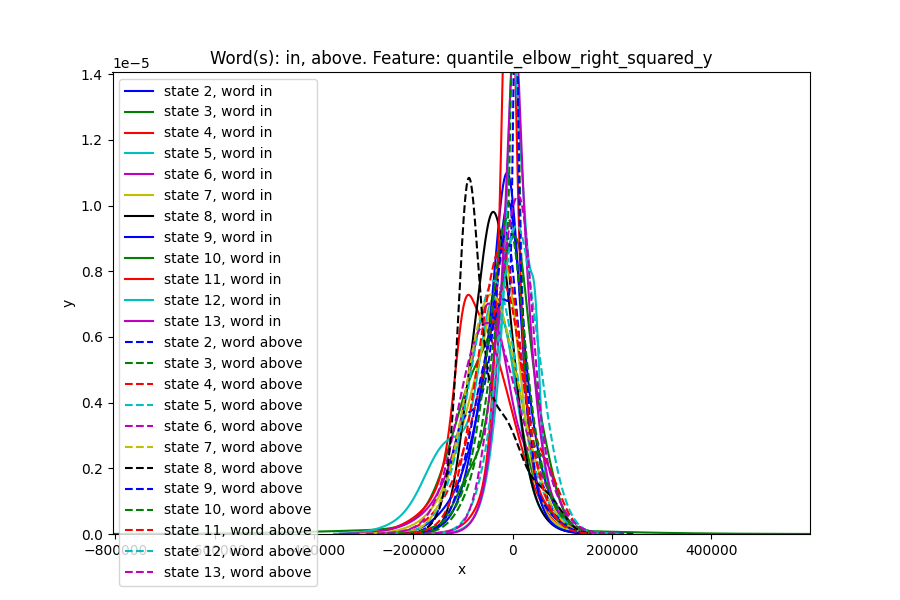 Word(s): in, above. Feature: quantile_elbow_right_squared_y
1e−5
1.4
1.2
1.0
0.8
0.6
0.4
0.2
0.0
y
state 2, word in
state 3, word in
state 4, word in
state 5, word in
state 6, word in
state 7, word in
state 8, word in
state 9, word in
state 10, word in
state 11, word in
state 12, word in
state 13, word in
state 2, word above
state 3, word above
state 4, word above
state 5, word above
state 6, word above
state 7, word above
state 8, word above
state 9, word above
state 10, word above
state 11, word above
state 12, word above
state 13, word above
−800000 −600000 −400000 −200000 0 200000 400000
x